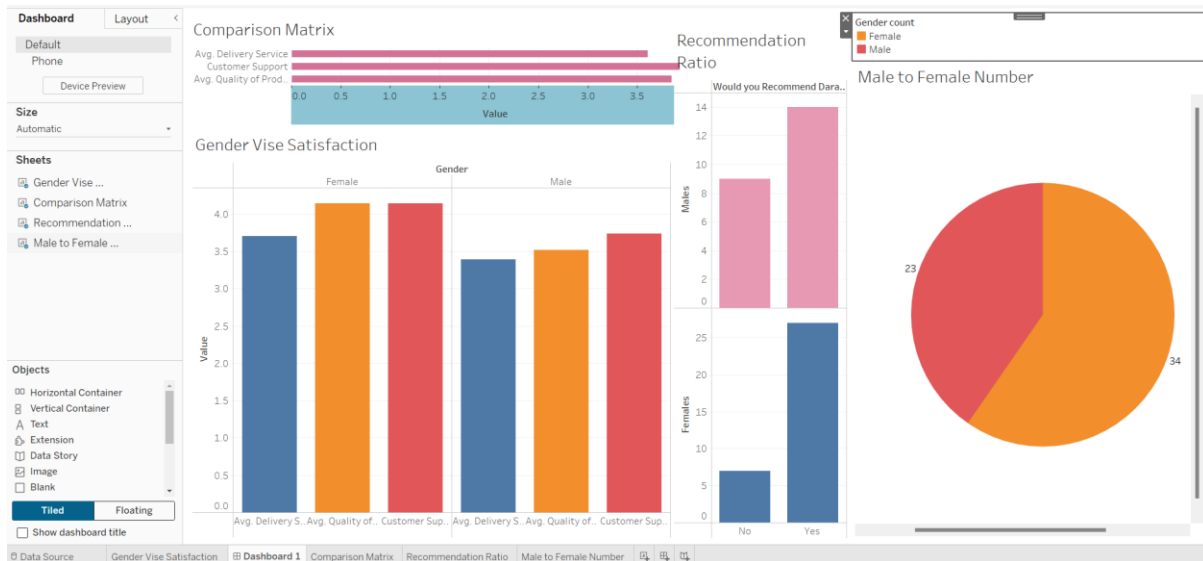 Dashboard
Layout
Default
Phone
Device Preview
Size
Automatic
Sheets
Gender Vise ...
Comparison Matrix
Recommendation ...
Male to Female ...
Objects
Horizontal Container
Vertical Container
Text
Extension
Data Story
Image
Blank
Tiled
Floating
Show dashboard title
Comparison Matrix
Avg. Delivery Service
Customer Support
Avg. Quality of Prod..
0.0 0.5 1.0 1.5 2.0 2.5 3.0 3.5
Value
Gender Vise Satisfaction
Gender
Female Male
4.0
3.5
3.0
2.5
2.0
1.5
1.0
0.5
0.0
Value
Avg. Delivery S.. Avg. Quality of.. Customer Sup.. Avg. Delivery S.. Avg. Quality of.. Customer Sup..
Recommendation
Ratio
Would you Recommend Dara..
14
12
10
8
6
4
2
0
Males
25
20
15
10
5
0
Females
No Yes
Gender count
Female
Male
Male to Female Number
23
34
Data Source Gender Vise Satisfaction Dashboard 1 Comparison Matrix Recommendation Ratio Male to Female Number